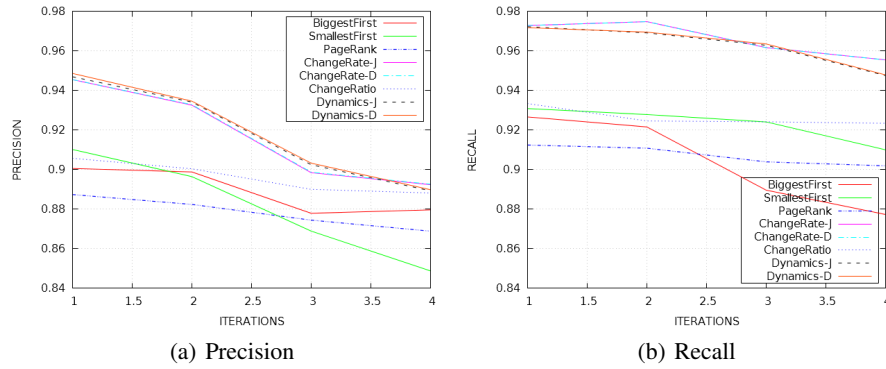 0.98
0.96
0.94
0.92
0.9
0.88
0.86
0.84
PRECISION
1
1.5
2
2.5
3
3.5
4
ITERATIONS
BiggestFirst
SmallestFirst
PageRank
ChangeRate-J
ChangeRate-D
ChangeRatio
Dynamics-J
Dynamics-D
(a) Precision
0.98
0.96
0.94
0.92
0.9
0.88
0.86
0.84
RECALL
1
1.5
2
2.5
3
3.5
4
ITERATIONS
BiggestFirst
SmallestFirst
PageRank
ChangeRate-J
ChangeRate-D
ChangeRatio
Dynamics-J
Dynamics-D
(b) Recall